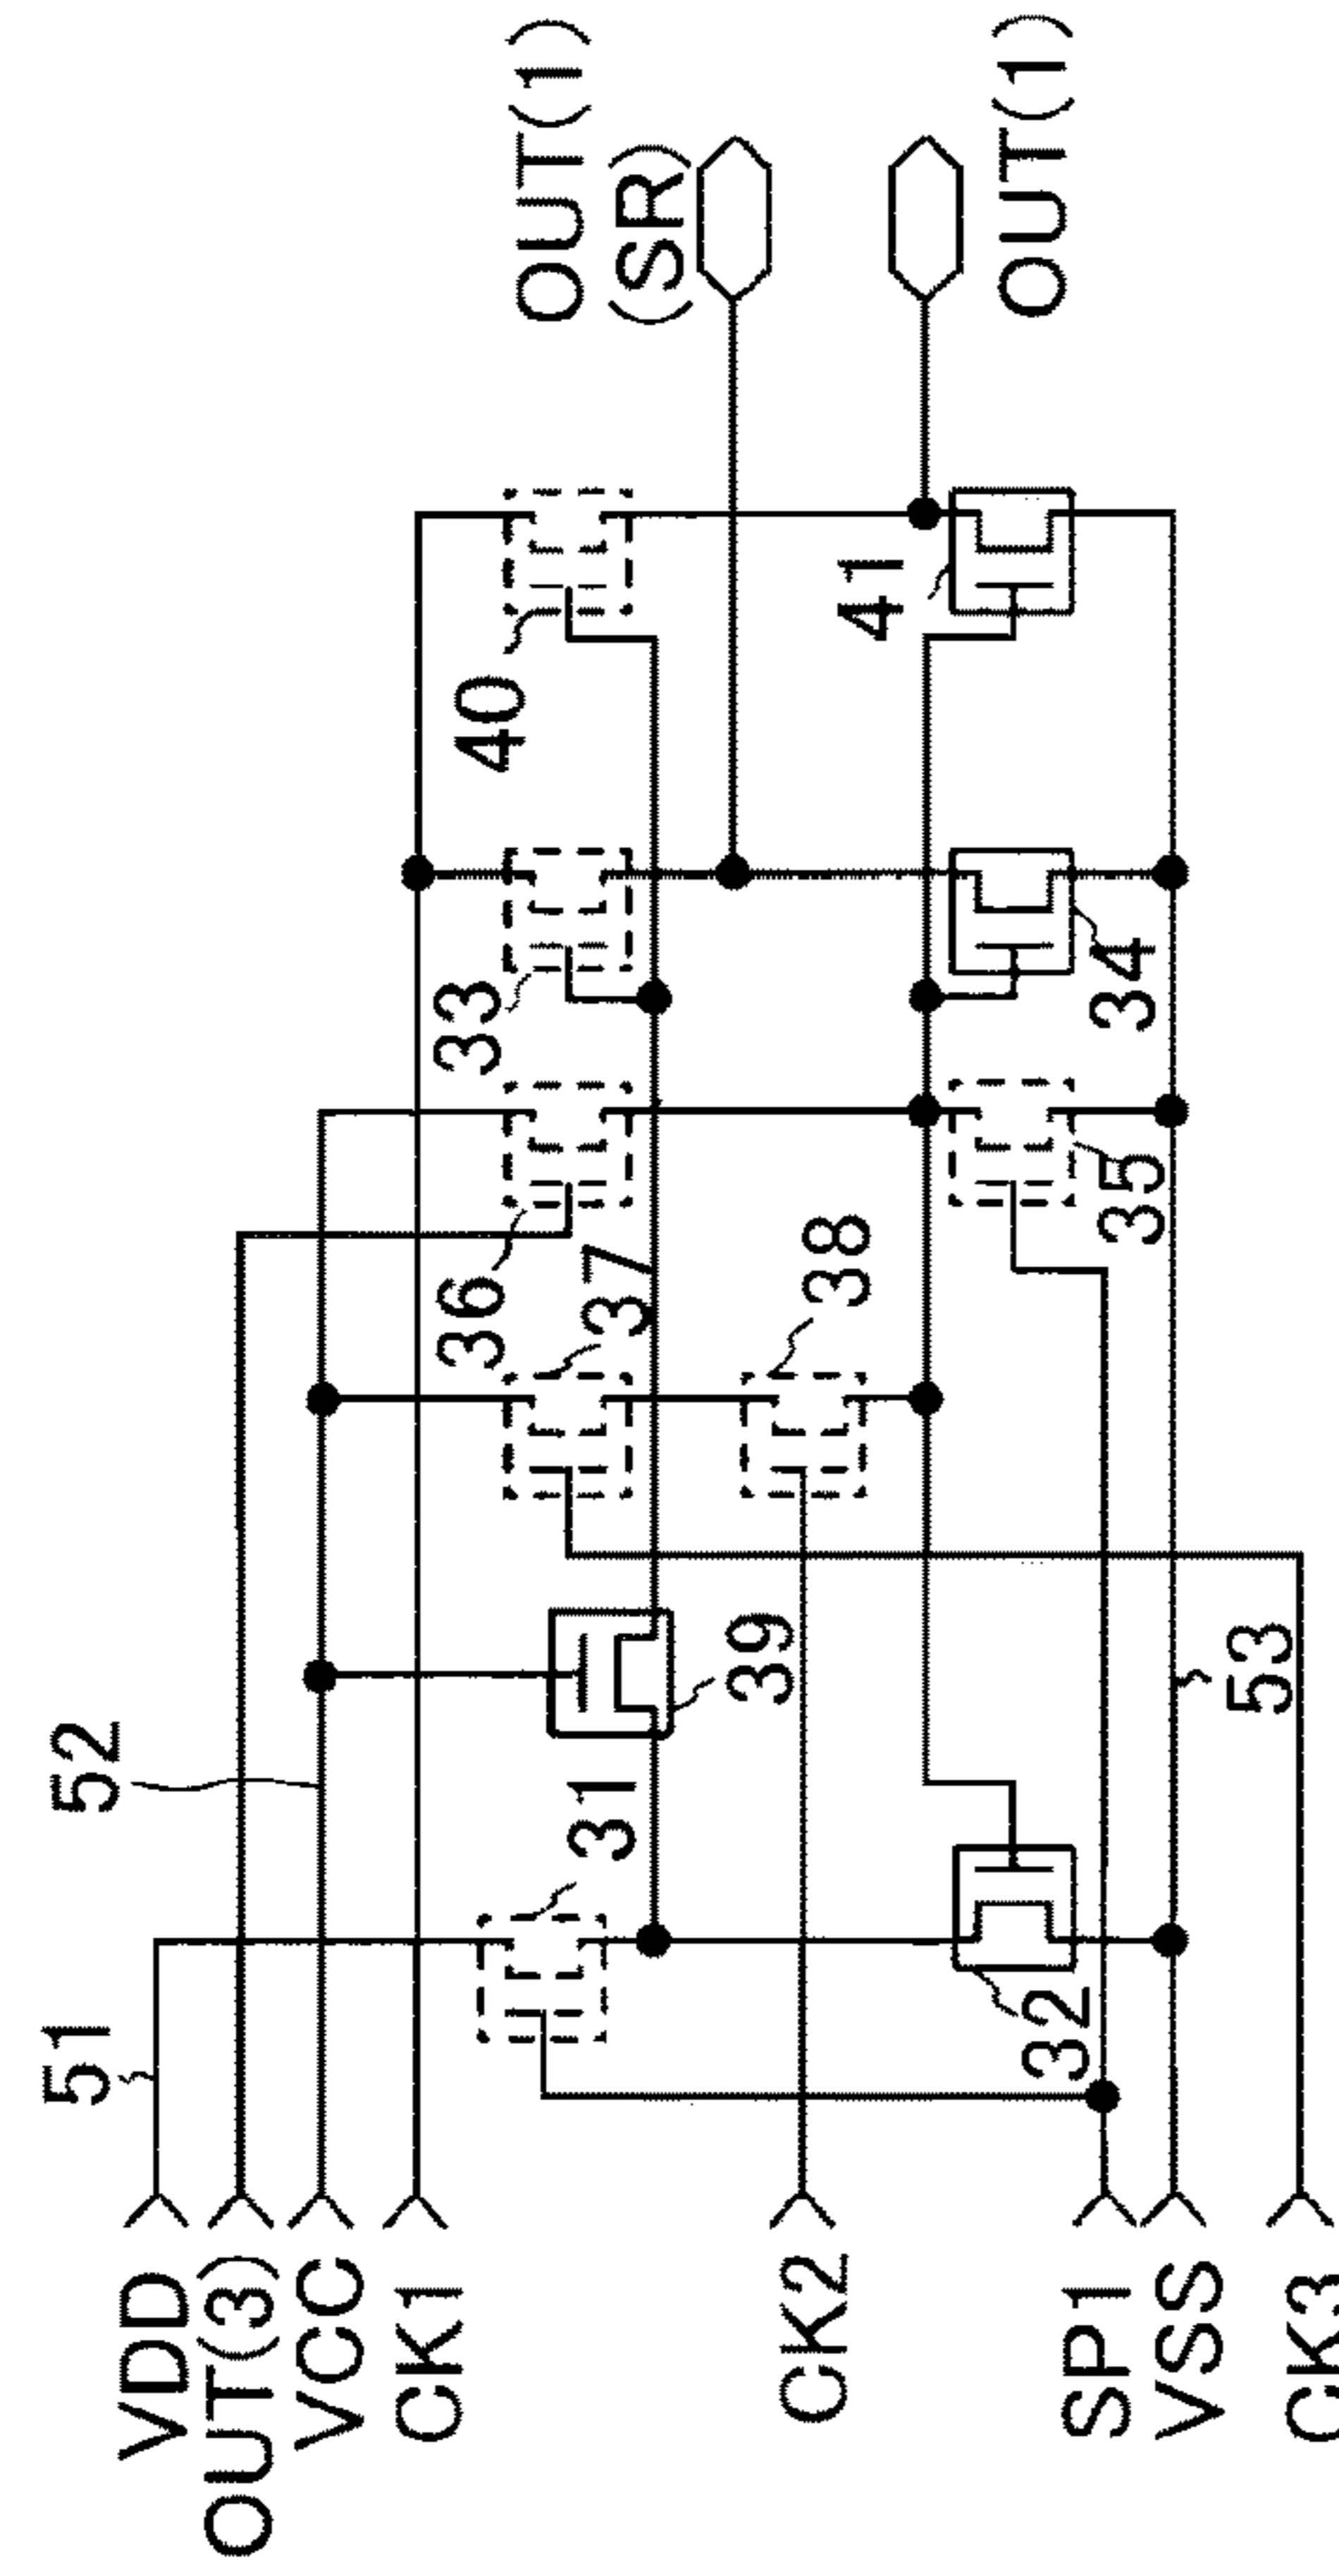 VDD
OUT(3)
VCC
CK1
CK2
SP1
VSS
CK3
51
52
31
32
39
53
37
38
36
35
33
34
40
41
OUT(1)
(SR)
OUT(1)